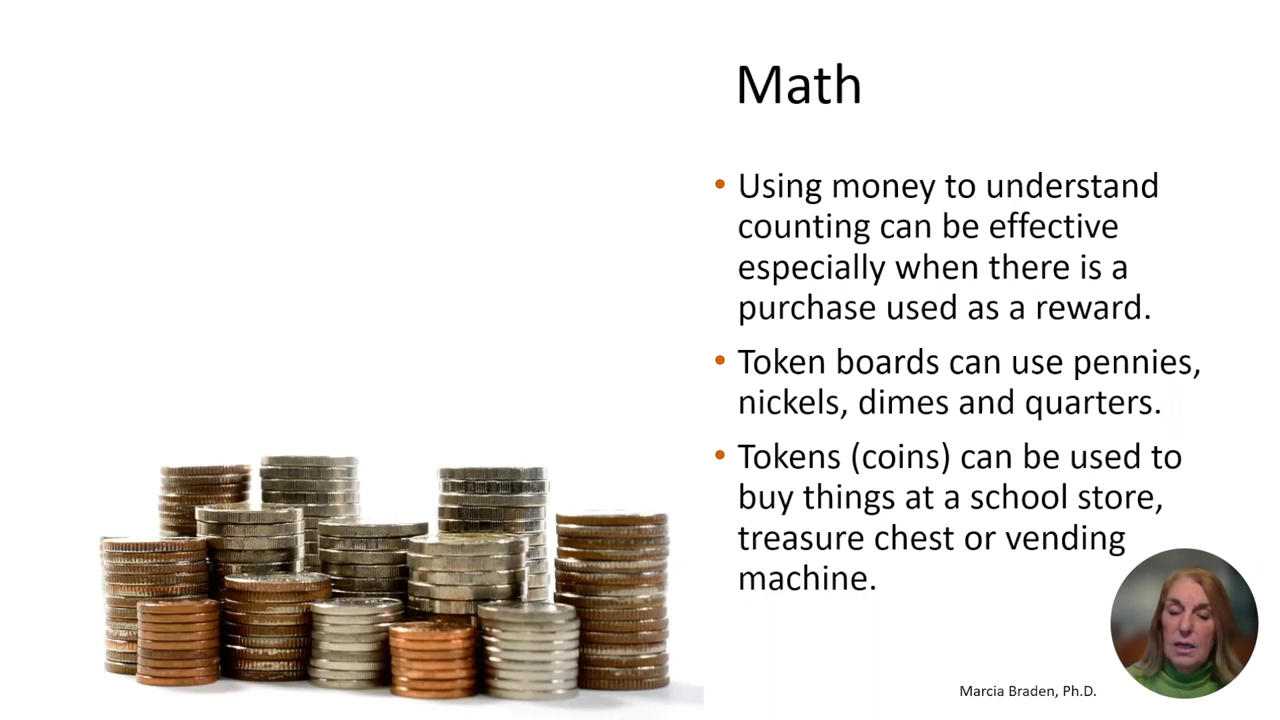 Math
• Using money to understand
counting can be effective
especially when there is a
purchase used as a reward.
• Token boards can use pennies,
nickels, dimes and quarters.
• Tokens (coins) can be used to
buy things at a school store,
treasure chest or vending
machine.
Marcia Braden, Ph.D.